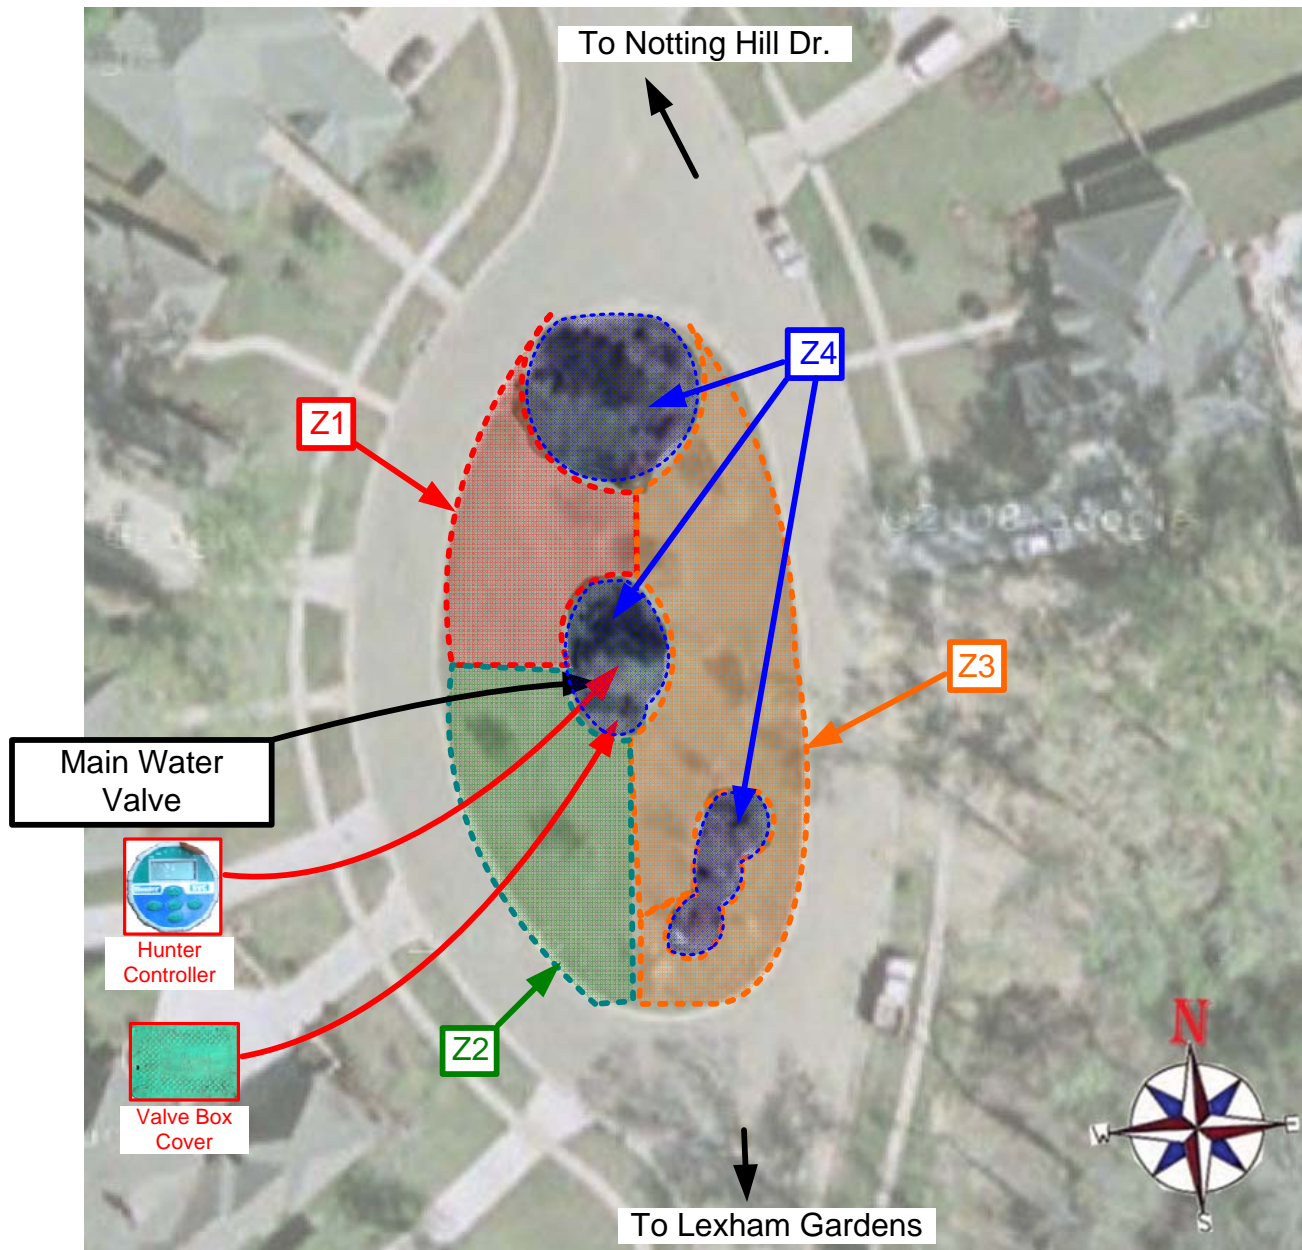 To Notting Hill Dr.
Z4
Z1
Z3
Main Water
Valve
Hunter
Controller
Z2
Valve Box
Cover
N
W
E
S
To Lexham Gardens